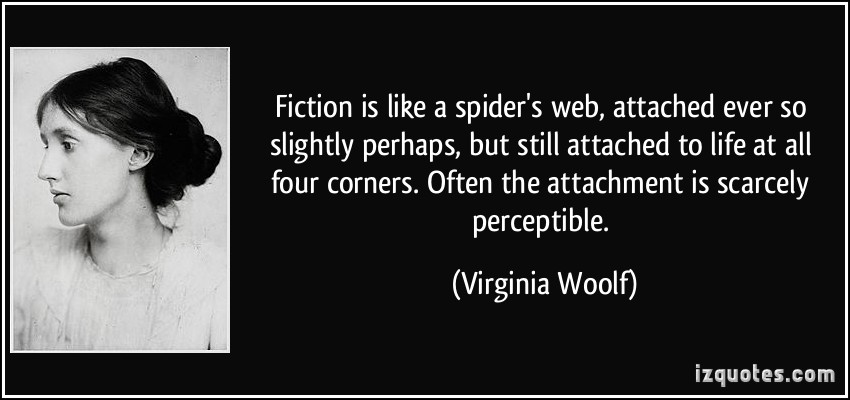 Fiction is like a spider's web, attached ever so
slightly perhaps, but still attached to life at all
four corners. Often the attachment is scarcely
perceptible.
(Virginia Woolf)
izquotes.com